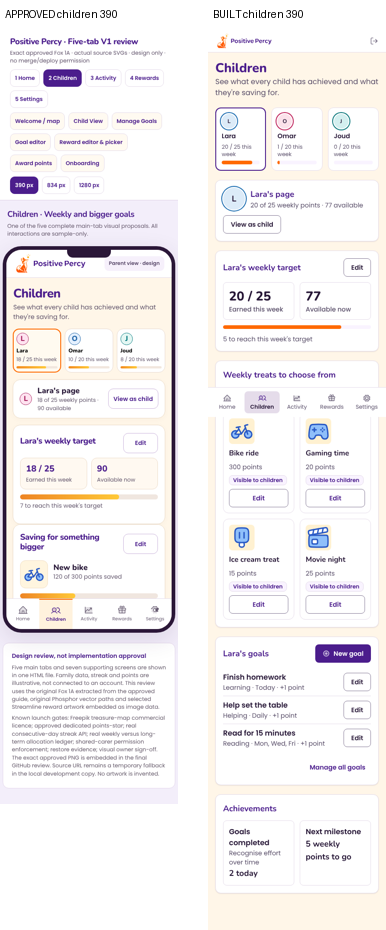 APPROVED children 390
Positive Percy · Five-tab V1 review
Exact approved Fox IA · actual source SVGs · design only ·
no merge/deploy permission
1 Home
2 Children
3 Activity
4 Rewards
5 Settings
Welcome / map
Child View
Manage Goals
Goal editor
Reward editor & picker
Award points
Onboarding
390 px
834 px
1280 px
Children · Weekly and bigger goals
One of the five complete main-tab visual proposals. All
interactions are sample-only.
Positive Percy
Parent view · design
Children
See what every child has achieved and what
they're saving for.
L
Lara
18 / 25 this week
O
Omar
10 / 20 this week
J
Joud
8 / 20 this week
L
Lara's page
18 of 25 weekly points ·
90 available
View as child
Lara's weekly target
Edit
18 / 25
Earned this week
90
Available now
7 to reach this week's target
Saving for something
bigger
Edit
New bike
120 of 300 points saved
Home
Children
Activity
Rewards
Settings
Design review, not implementation approval
Five main tabs and seven supporting screens are shown
in one HTML file. Family data, streak and points are
illustrative, not connected to an account. This review
uses the original Fox IA extracted from the approved
guide, original Phosphor vector paths and selected
Streamline reward artwork embedded as image data.
Known launch gates: Freepik treasure-map commercial
licence; approved dedicated points-star; real
consecutive-day streak API; real weekly versus long-
term allocation ledger; shared-carer permission
enforcement; restore evidence; visual owner sign-off.
The exact approved PNG is embedded in the final
GitHub review. Source URL remains a temporary fallback
in the local development copy. No artwork is invented.
BUILT children 390
Positive Percy
Children
See what every child has achieved and what
they're saving for.
L
Lara
20 / 25 this
week
O
Omar
1 / 20 this
week
J
Joud
0 / 20 this
week
L
Lara's page
20 of 25 weekly points · 77 available
View as child
Lara's weekly target
Edit
20 / 25
Earned this week
77
Available now
5 to reach this week's target
Weekly treats to choose from
Home
Children
Activity
Rewards
Settings
Bike ride
300 points
Visible to children
Edit
Gaming time
20 points
Visible to children
Edit
Ice cream treat
15 points
Visible to children
Edit
Movie night
25 points
Visible to children
Edit
Lara's goals
New goal
Finish homework
Learning · Today · +1 point
Edit
Help set the table
Helping · Daily · +1 point
Edit
Read for 15 minutes
Reading · Mon, Wed, Fri · +1 point
Edit
Manage all goals
Achievements
Goals
completed
Recognise effort
over time
2 today
Next milestone
5 weekly
points to go